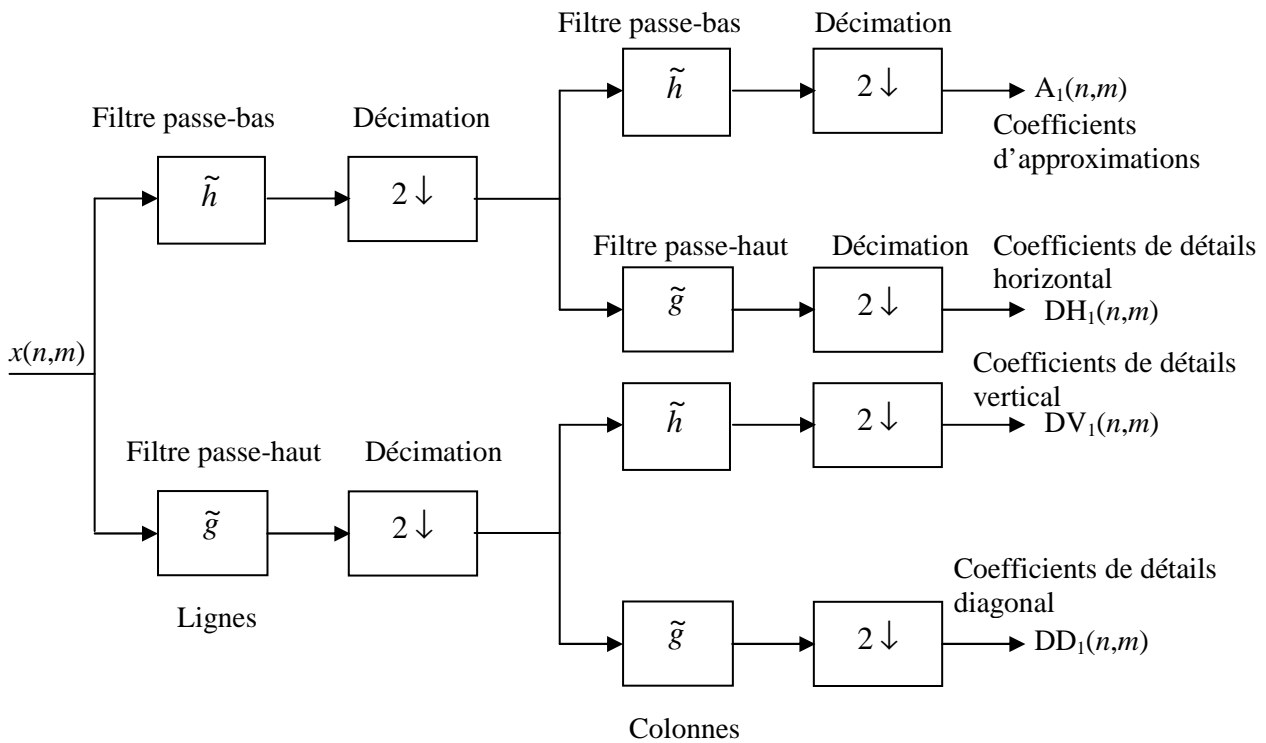 Filtre passe-bas
Décimation
h̃
2 ↓
A₁(n,m)
Coefficients
d’approximations
Filtre passe-bas
Décimation
h̃
2 ↓
Filtre passe-haut
Décimation
Coefficients de détails
horizontal
g̃
2 ↓
DH₁(n,m)
x(n,m)
Coefficients de détails
vertical
h̃
2 ↓
DV₁(n,m)
Filtre passe-haut
Décimation
g̃
2 ↓
Lignes
Coefficients de détails
diagonal
g̃
2 ↓
DD₁(n,m)
Colonnes